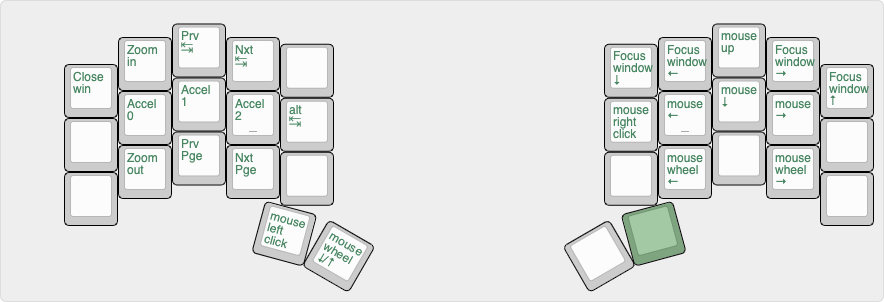 Close
win
Zoom
in
Prv
↹
Nxt
↹
Accel
0
Accel
1
Accel
2
_
alt
↹
Zoom
out
Prv
Pge
Nxt
Pge
mouse
left
click
mouse
wheel
↓/↑
Focus
window
↓
Focus
window
←
mouse
up
Focus
window
→
Focus
window
↑
mouse
right
click
mouse
←
_
mouse
↓
mouse
→
mouse
wheel
←
mouse
wheel
→